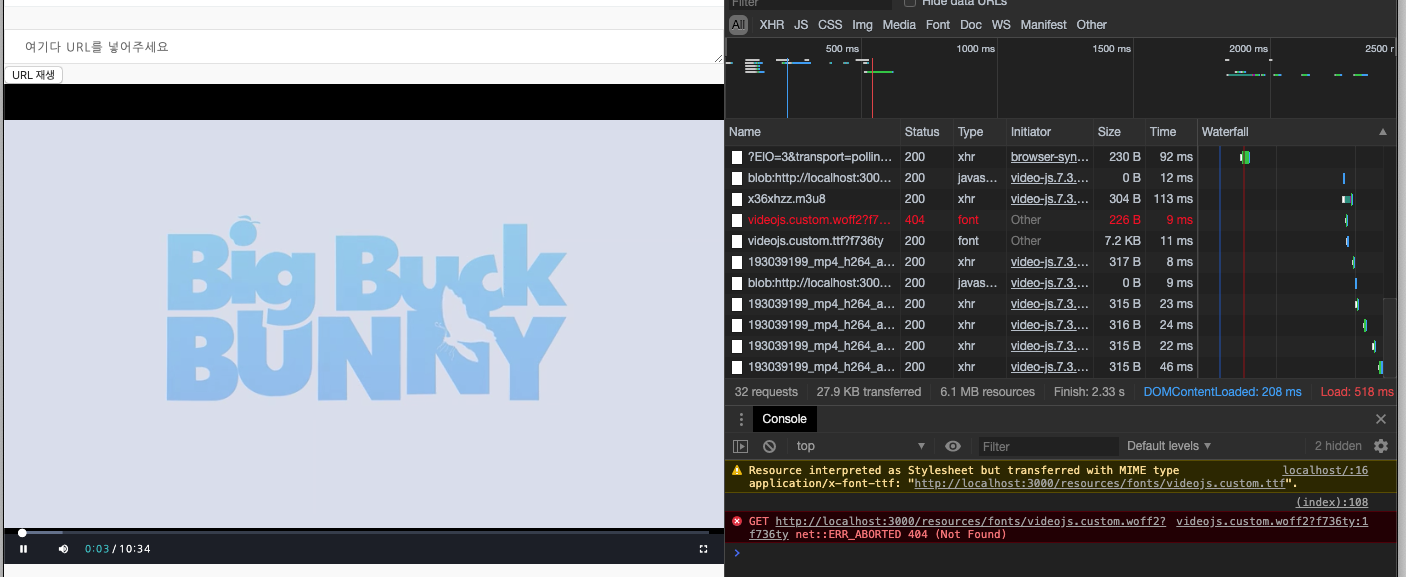 여기다 URL를 넣어주세요
URL 재생
Big Buck
BUNNY
0:03 / 10:34
Filter
Hide data URLs
All XHR JS CSS Img Media Font Doc WS Manifest Other
500 ms 1000 ms 1500 ms 2000 ms 2500 r
Name Status Type Initiator Size Time Waterfall
?EIO=3&transport=pollin... 200 xhr browser-syn... 230 B 92 ms
blob:http://localhost:300... 200 javas... video-js.7.3.... 0 B 12 ms
x36xhzz.m3u8 200 xhr video-js.7.3.... 304 B 113 ms
videojs.custom.woff2?f7... 404 font Other 226 B 9 ms
videojs.custom.ttf?f736ty 200 font Other 7.2 KB 11 ms
193039199_mp4_h264_a... 200 xhr video-js.7.3.... 317 B 8 ms
blob:http://localhost:300... 200 javas... video-js.7.3.... 0 B 9 ms
193039199_mp4_h264_a... 200 xhr video-js.7.3.... 315 B 23 ms
193039199_mp4_h264_a... 200 xhr video-js.7.3.... 316 B 24 ms
193039199_mp4_h264_a... 200 xhr video-js.7.3.... 315 B 22 ms
193039199_mp4_h264_a... 200 xhr video-js.7.3.... 315 B 46 ms
32 requests 27.9 KB transferred 6.1 MB resources Finish: 2.33 s DOMContentLoaded: 208 ms Load: 518 ms
Console
top Filter Default levels 2 hidden
Resource interpreted as Stylesheet but transferred with MIME type localhost/:16
application/x-font-ttf: "http://localhost:3000/resources/fonts/videojs.custom.ttf".
(index):108
GET http://localhost:3000/resources/fonts/videojs.custom.woff2? videojs.custom.woff2?f736ty:1
f736ty net::ERR_ABORTED 404 (Not Found)